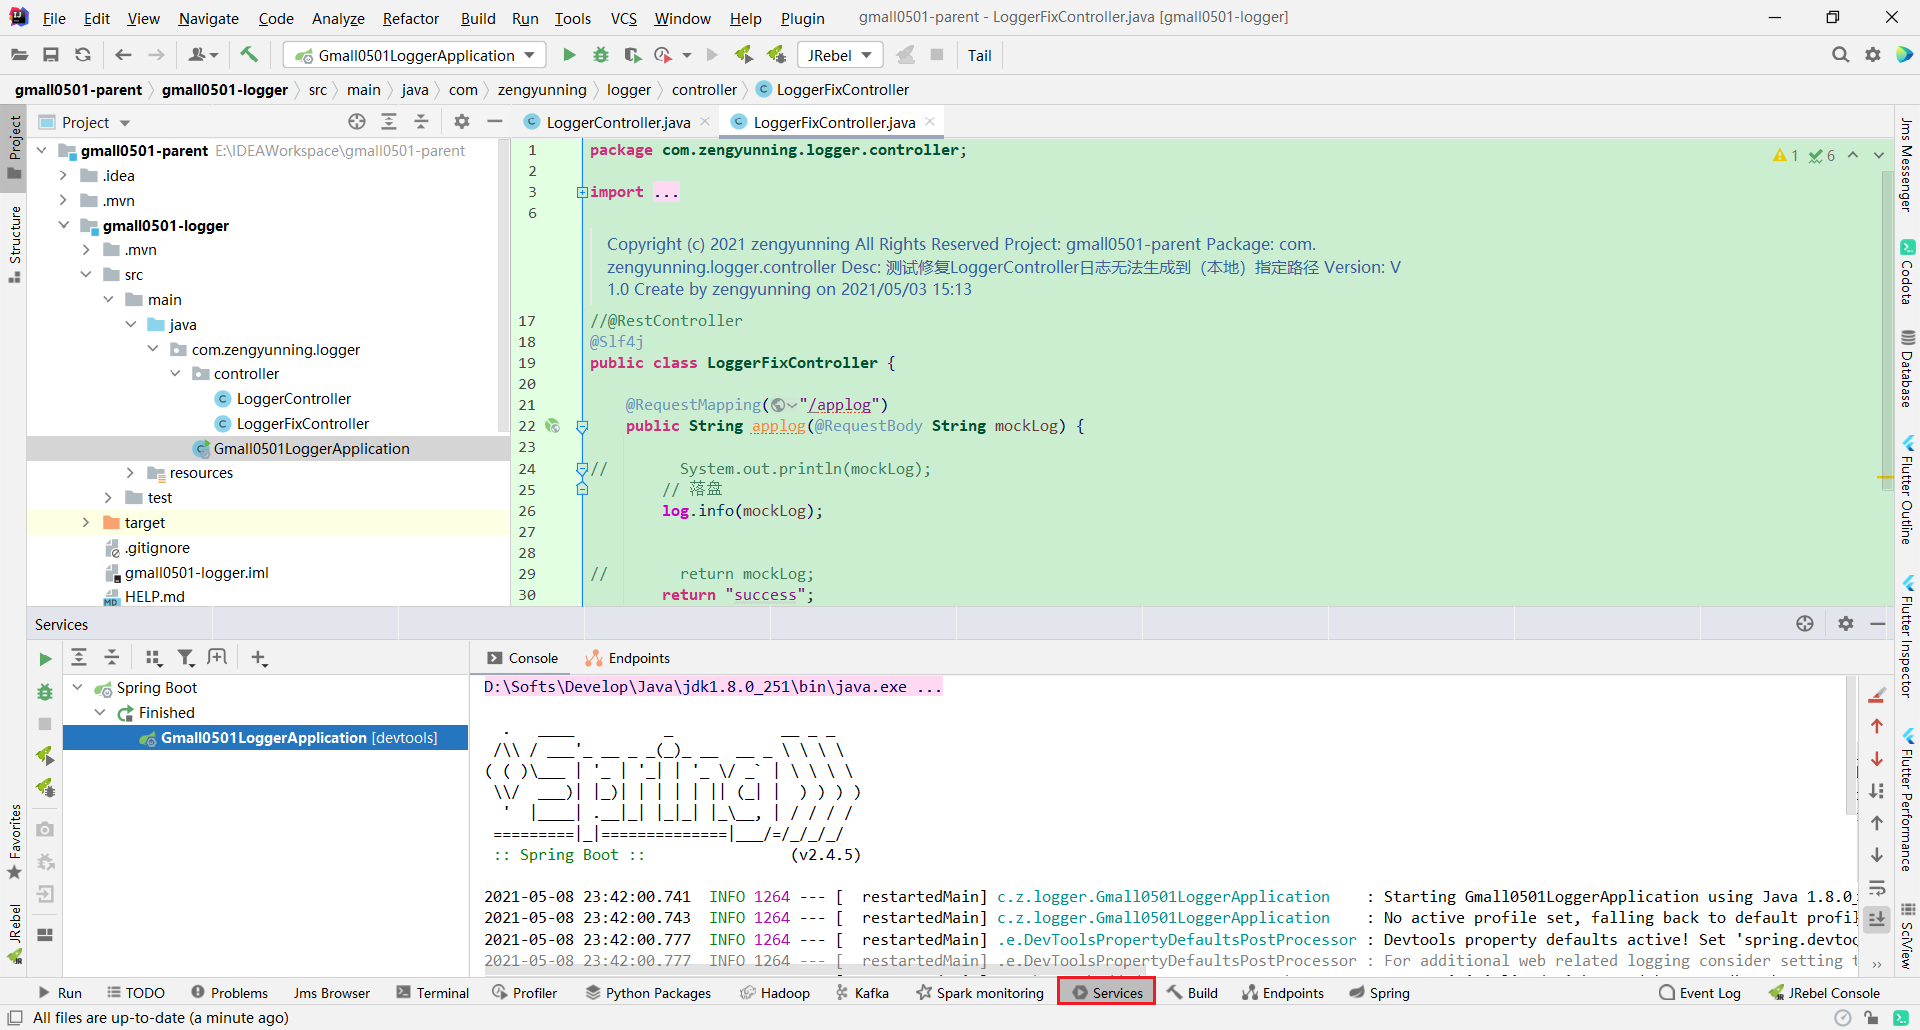 File Edit View Navigate Code Analyze Refactor Build Run Tools VCS Window Help Plugin gmall0501-parent - LoggerFixController.java [gmall0501-logger]
Gmall0501LoggerApplication JRebel Tail
gmall0501-parent gmall0501-logger src main java com zengyunning logger controller LoggerFixController
Project
LoggerController.java LoggerFixController.java
gmall0501-parent E:\IDEAWorkspace\gmall0501-parent
.idea
.mvn
gmall0501-logger
.mvn
src
main
java
com.zengyunning.logger
controller
LoggerController
LoggerFixController
Gmall0501LoggerApplication
resources
test
target
.gitignore
gmall0501-logger.iml
HELP.md
1 package com.zengyunning.logger.controller;
2
3 import ...
6
Copyright (c) 2021 zengyunning All Rights Reserved Project: gmall0501-parent Package: com.
zengyunning.logger.controller Desc: 测试修复LoggerController日志无法生成到（本地）指定路径 Version: V
1.0 Create by zengyunning on 2021/05/03 15:13
17 //@RestController
18 @Slf4j
19 public class LoggerFixController {
20
21 @RequestMapping("/applog")
22 public String applog(@RequestBody String mockLog) {
23
24 // System.out.println(mockLog);
25 // 落盘
26 log.info(mockLog);
27
28
29 // return mockLog;
30 return "success";
1 6
Project
Structure
Favorites
JRebel
Jms Messenger
Codota
Database
Flutter Outline
Flutter Inspector
Flutter Performance
SciView
Services
Console Endpoints
Spring Boot
Finished
Gmall0501LoggerApplication [devtools]
D:\Softs\Develop\Java\jdk1.8.0_251\bin\java.exe ...
  .   ____          _            __ _ _
 /\\ / ___'_ __ _ _(_)_ __  __ _ \ \ \ \
( ( )\___ | '_ | '_| | '_ \/ _` | \ \ \ \
 \\/  ___)| |_)| | | | | || (_| |  ) ) ) )
  '  |____| .__|_| |_|_| |_\__, | / / / /
 =========|_|==============|___/=/_/_/_/
:: Spring Boot :: (v2.4.5)
2021-05-08 23:42:00.741 INFO 1264 --- [ restartedMain] c.z.logger.Gmall0501LoggerApplication : Starting Gmall0501LoggerApplication using Java 1.8.0_
2021-05-08 23:42:00.743 INFO 1264 --- [ restartedMain] c.z.logger.Gmall0501LoggerApplication : No active profile set, falling back to default profil
2021-05-08 23:42:00.777 INFO 1264 --- [ restartedMain] .e.DevToolsPropertyDefaultsPostProcessor : Devtools property defaults active! Set 'spring.devtoo
2021-05-08 23:42:00.777 INFO 1264 --- [ restartedMain] .e.DevToolsPropertyDefaultsPostProcessor : For additional web related logging consider setting t
Run TODO Problems Jms Browser Terminal Profiler Python Packages Hadoop Kafka Spark monitoring Services Build Endpoints Spring Event Log JRebel Console
All files are up-to-date (a minute ago)